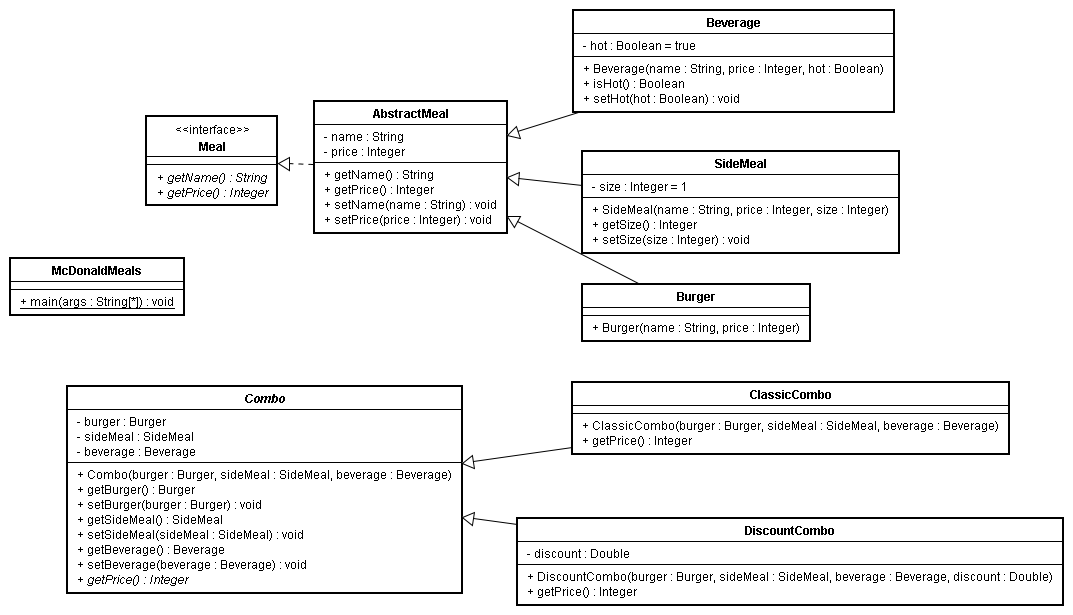 Beverage
- hot : Boolean = true
+ Beverage(name : String, price : Integer, hot : Boolean)
+ isHot() : Boolean
+ setHot(hot : Boolean) : void
AbstractMeal
- name : String
- price : Integer
+ getName() : String
+ getPrice() : Integer
+ setName(name : String) : void
+ setPrice(price : Integer) : void
<<interface>>
Meal
+ getName() : String
+ getPrice() : Integer
SideMeal
- size : Integer = 1
+ SideMeal(name : String, price : Integer, size : Integer)
+ getSize() : Integer
+ setSize(size : Integer) : void
McDonaldMeals
+ main(args : String[*]) : void
Burger
+ Burger(name : String, price : Integer)
Combo
- burger : Burger
- sideMeal : SideMeal
- beverage : Beverage
+ Combo(burger : Burger, sideMeal : SideMeal, beverage : Beverage)
+ getBurger() : Burger
+ setBurger(burger : Burger) : void
+ getSideMeal() : SideMeal
+ setSideMeal(sideMeal : SideMeal) : void
+ getBeverage() : Beverage
+ setBeverage(beverage : Beverage) : void
+ getPrice() : Integer
ClassicCombo
+ ClassicCombo(burger : Burger, sideMeal : SideMeal, beverage : Beverage)
+ getPrice() : Integer
DiscountCombo
- discount : Double
+ DiscountCombo(burger : Burger, sideMeal : SideMeal, beverage : Beverage, discount : Double)
+ getPrice() : Integer